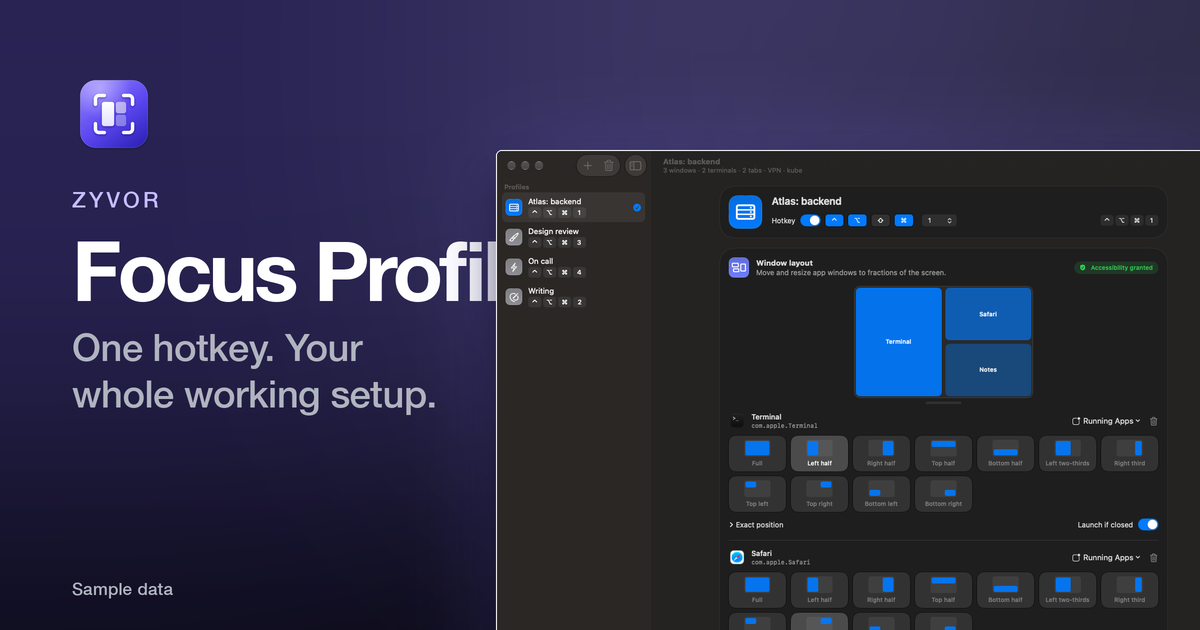 ZYVOR
Focus Profil
One hotkey. Your
whole working setup.
Sample data
Profiles
Atlas: backend
⌃ ⌥ ⌘ 1
Design review
⌃ ⌥ ⌘ 3
On call
⌃ ⌥ ⌘ 4
Writing
⌃ ⌥ ⌘ 2
Atlas: backend
3 windows · 2 terminals · 2 tabs · VPN · kube
Atlas: backend
Hotkey ⌃ ⌥ ⇧ ⌘ 1 ⌃ ⌥ ⌘ 1
Window layout
Move and resize app windows to fractions of the screen.
Accessibility granted
Terminal
Safari
Notes
Terminal
com.apple.Terminal
Running Apps
Full Left half Right half Top half Bottom half Left two-thirds Right third
Top left Top right Bottom left Bottom right
Exact position
Launch if closed
Safari
com.apple.Safari
Running Apps
Full Left half Right half Top half Bottom half Left two-thirds Right third